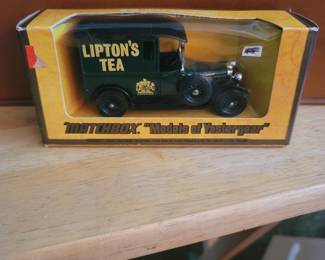 LIPTON'S
TEA
MATCHBOX "Models of Yesteryear"